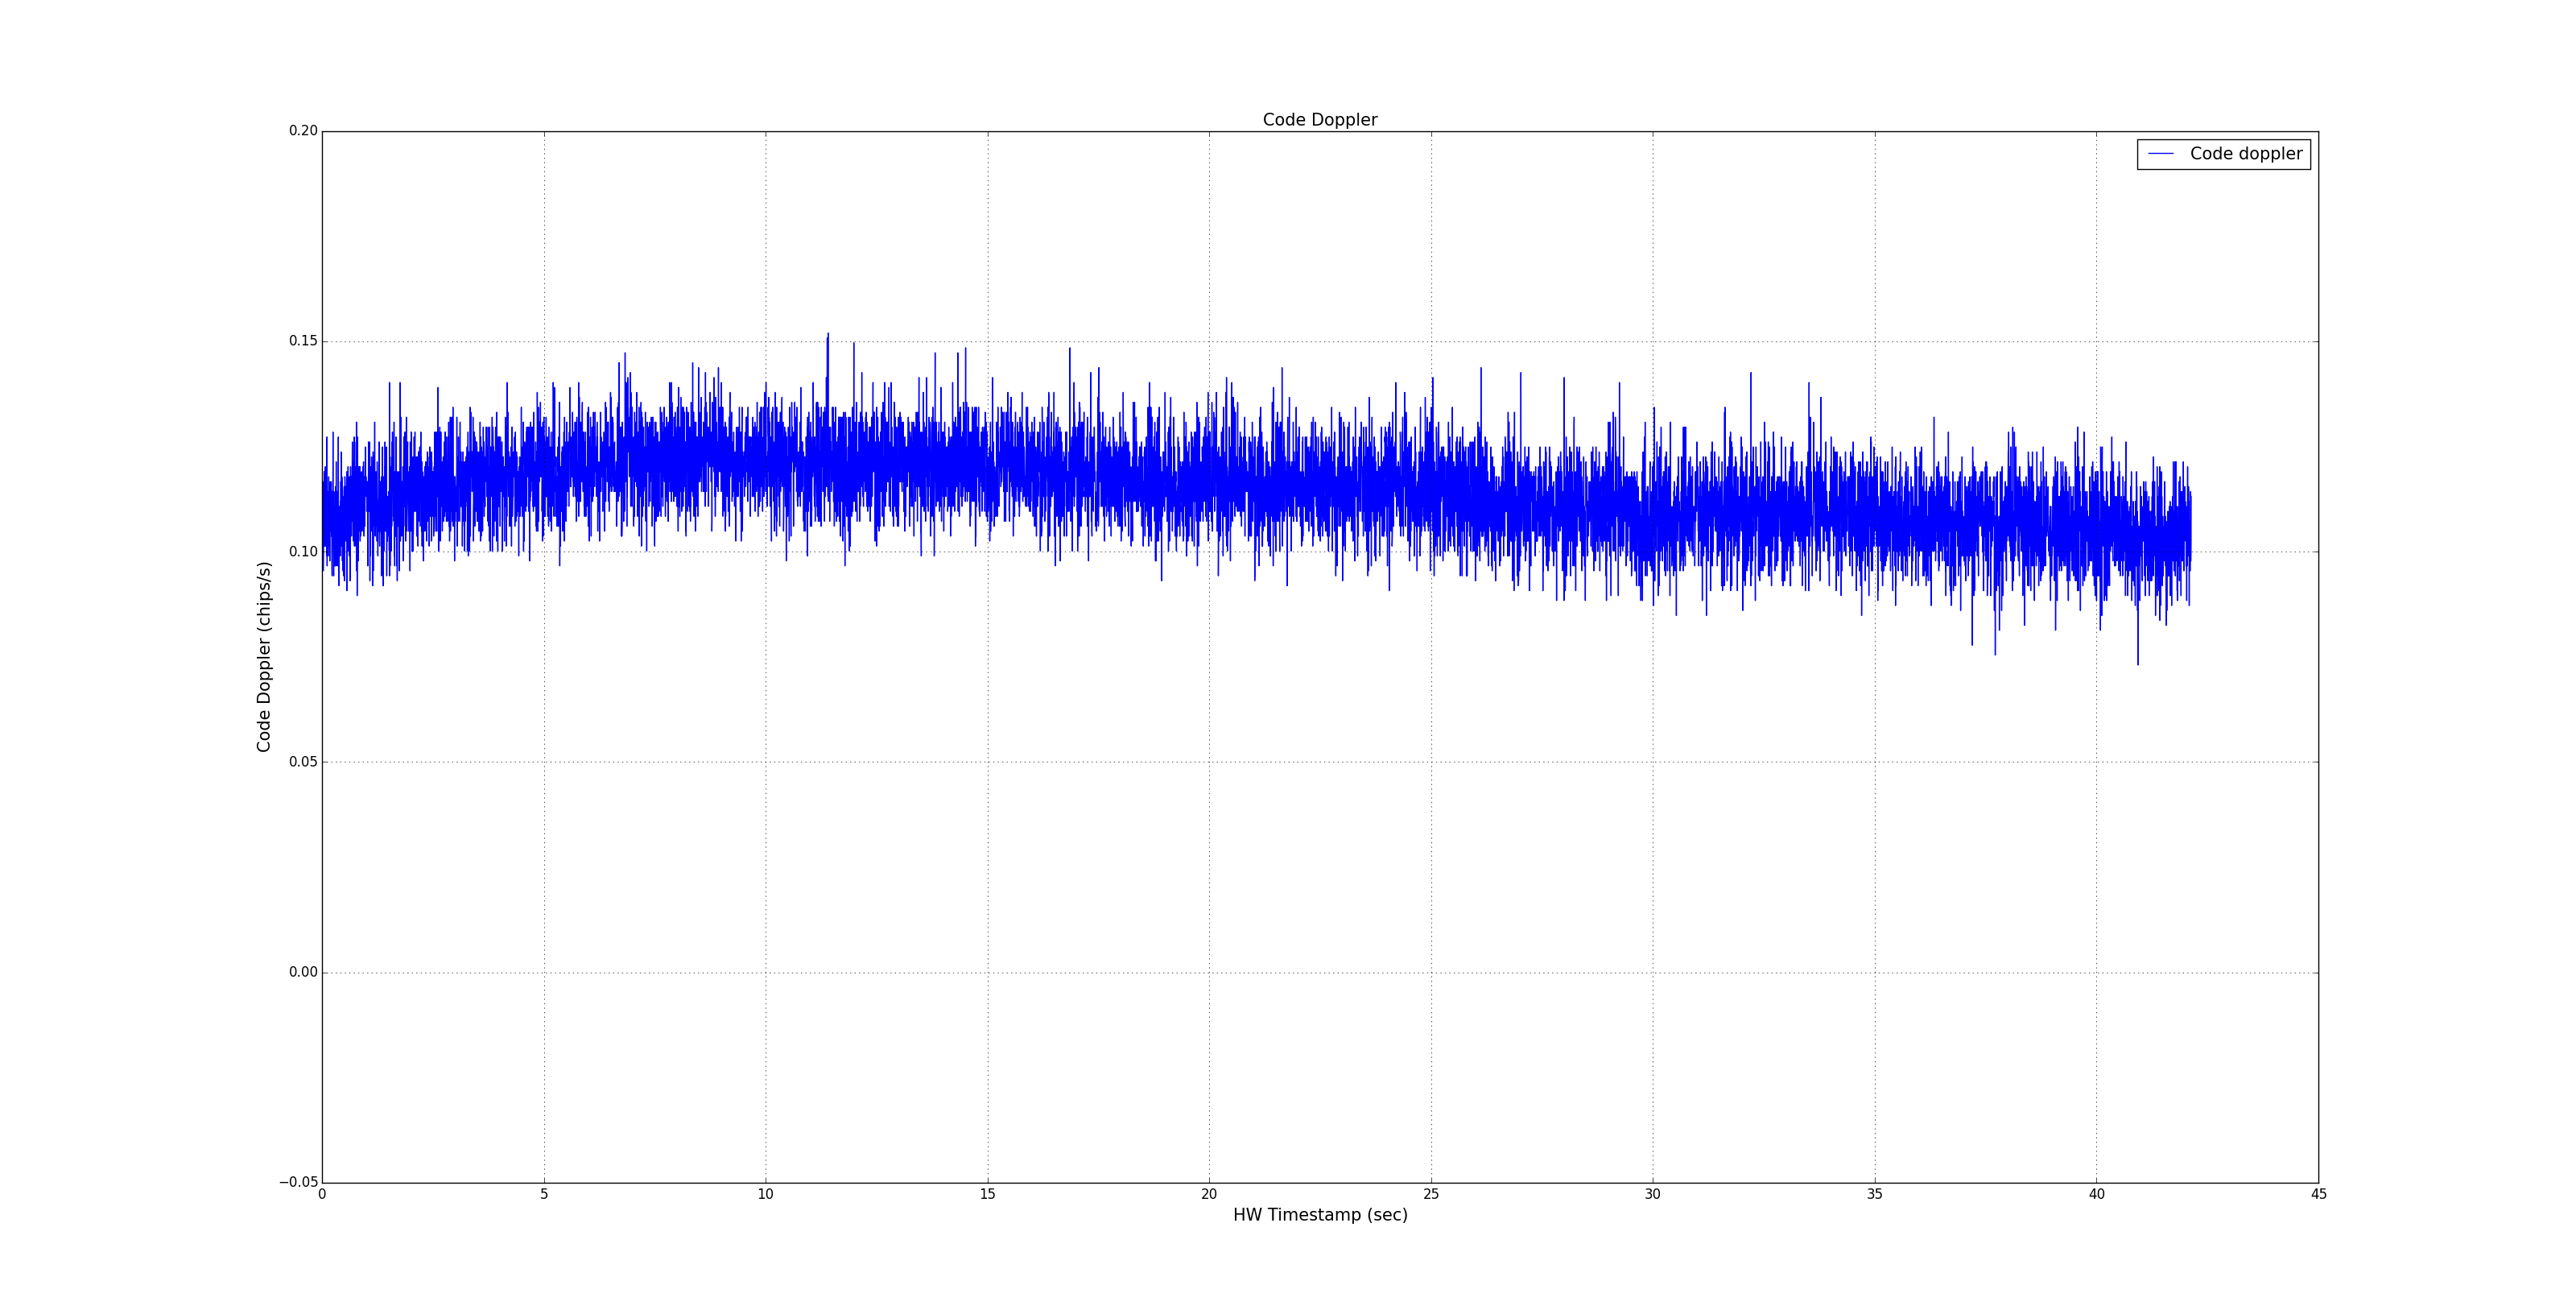 Code Doppler
Code doppler
0.20
0.15
0.10
0.05
0.00
−0.05
Code Doppler (chips/s)
0 5 10 15 20 25 30 35 40 45
HW Timestamp (sec)